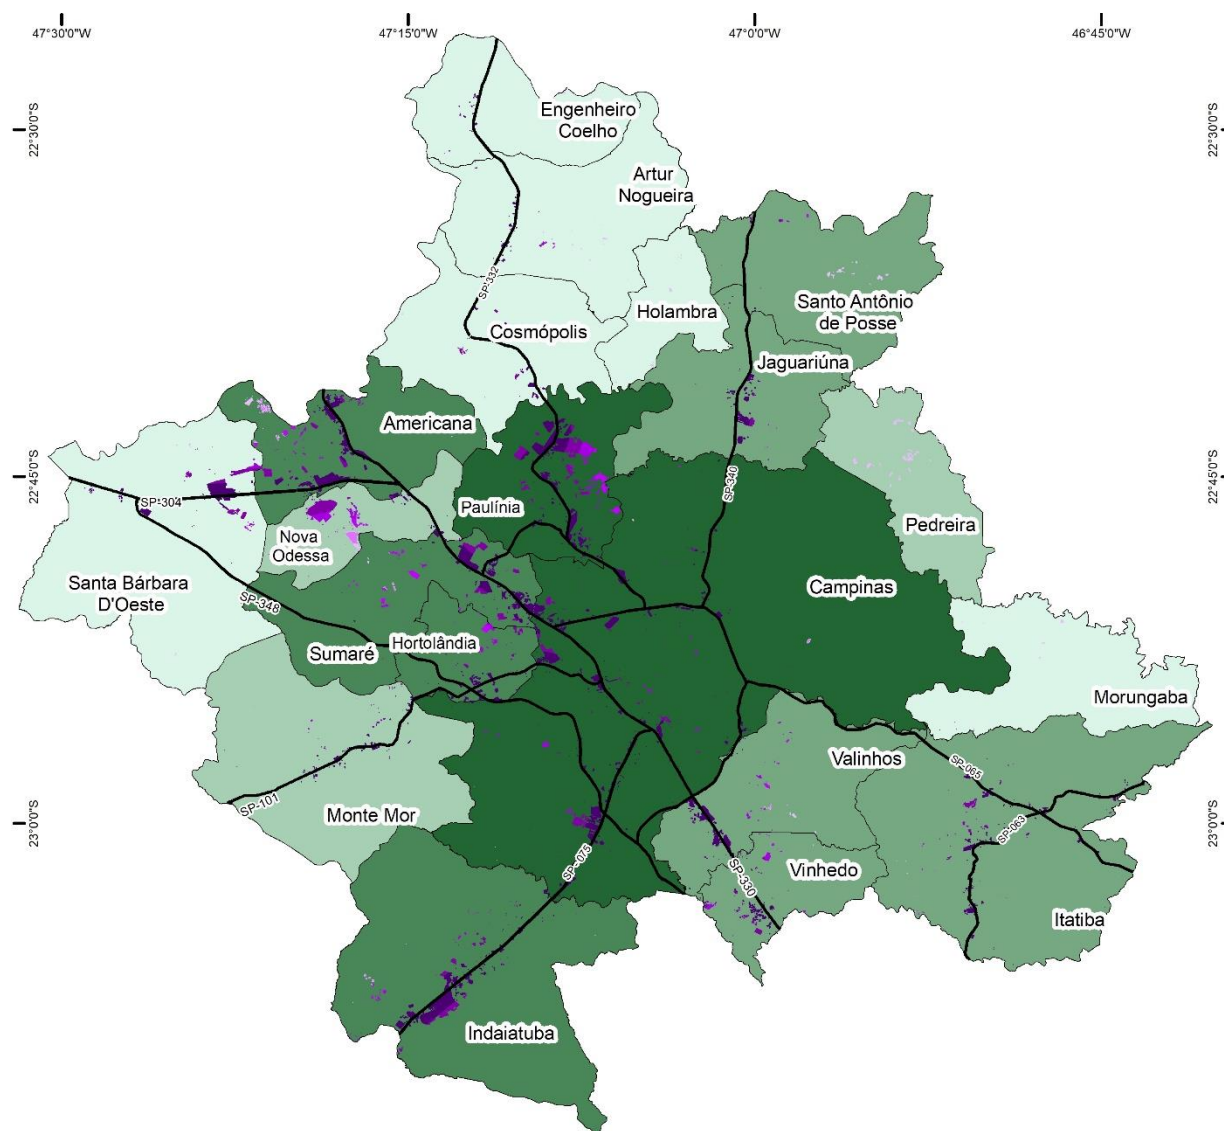 47°30'0"W
47°15'0"W
47°0'0"W
46°45'0"W
22°30'0"S
22°30'0"S
Engenheiro
Coelho
Artur
Nogueira
SP-332
Santo Antônio
de Posse
Holambra
Cosmópolis
Jaguariúna
Americana
22°45'0"S
22°45'0"S
SP-304
SP-340
Paulínia
Pedreira
Nova
Odessa
Santa Bárbara
D'Oeste
Campinas
SP-348
Hortolândia
Sumaré
Morungaba
Valinhos
SP-065
SP-101
Monte Mor
23°0'0"S
23°0'0"S
SP-063
SP-075
SP-330
Vinhedo
Itatiba
Indaiatuba